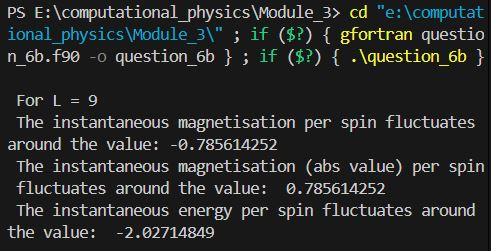 PS E:\computational_physics\Module_3> cd "e:\computat
ional_physics\Module_3\" ; if ($?) { gfortran questio
n_6b.f90 -o question_6b } ; if ($?) { .\question_6b }
For L = 9
The instantaneous magnetisation per spin fluctuates
around the value: -0.785614252
The instantaneous magnetisation (abs value) per spin
fluctuates around the value:  0.785614252
The instantaneous energy per spin fluctuates around
the value:  -2.02714849